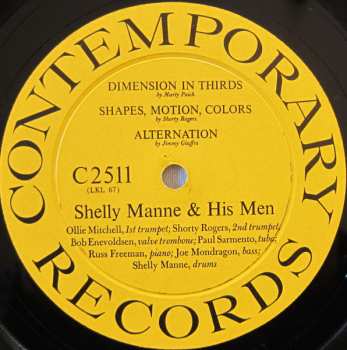 CONTEMPORARY
DIMENSION IN THIRDS
by Marty Paich
SHAPES, MOTION, COLORS
by Shorty Rogers
ALTERNATION
by Jimmy Giuffre
C2511
(LKL 67)
Shelly Manne & His Men
Ollie Mitchell, 1st trumpet; Shorty Rogers, 2nd trumpet;
Bob Enevoldsen, valve trombone; Paul Sarmento, tuba;
Russ Freeman, piano; Joe Mondragon, bass;
Shelly Manne, drums
RECORDS